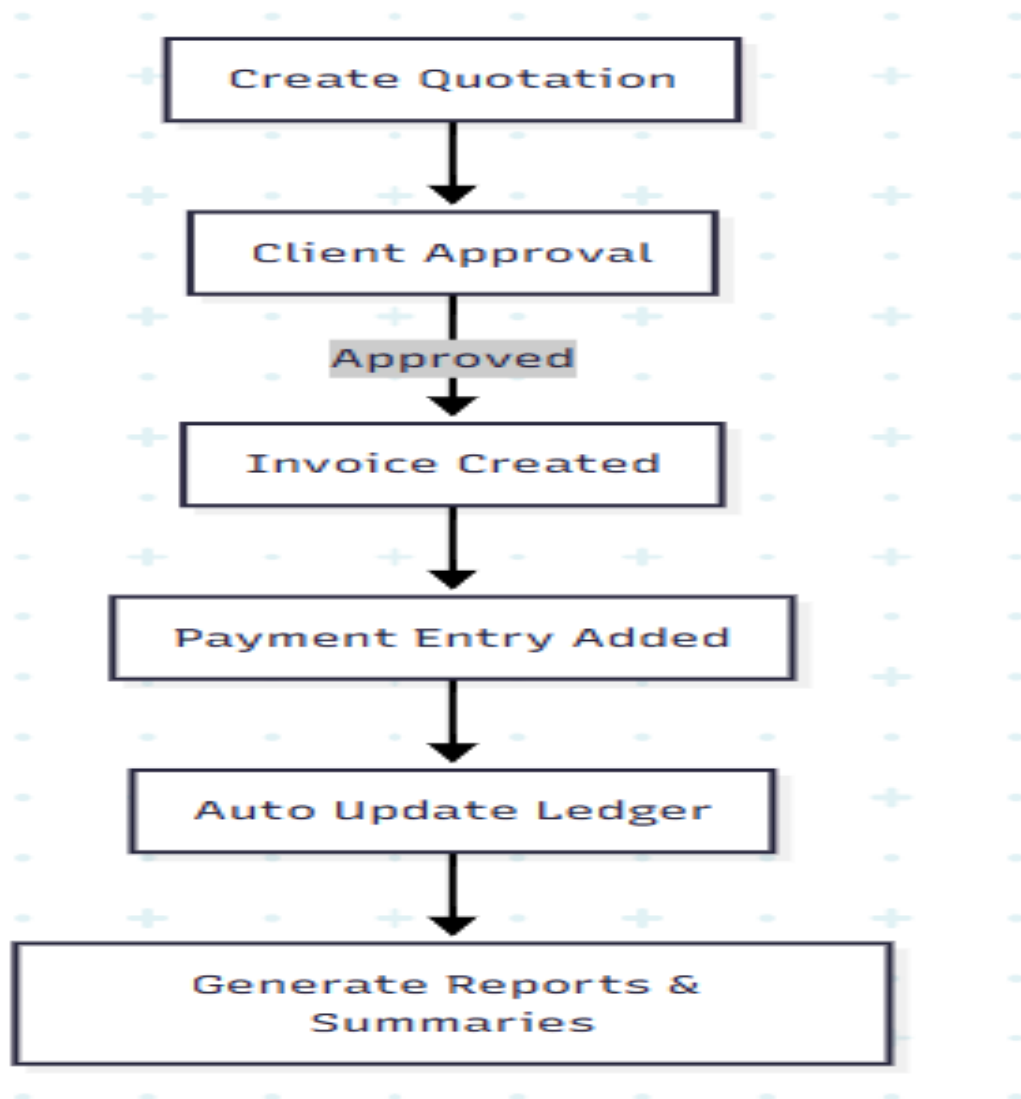 Create Quotation
Client Approval
Approved
Invoice Created
Payment Entry Added
Auto Update Ledger
Generate Reports &
Summaries